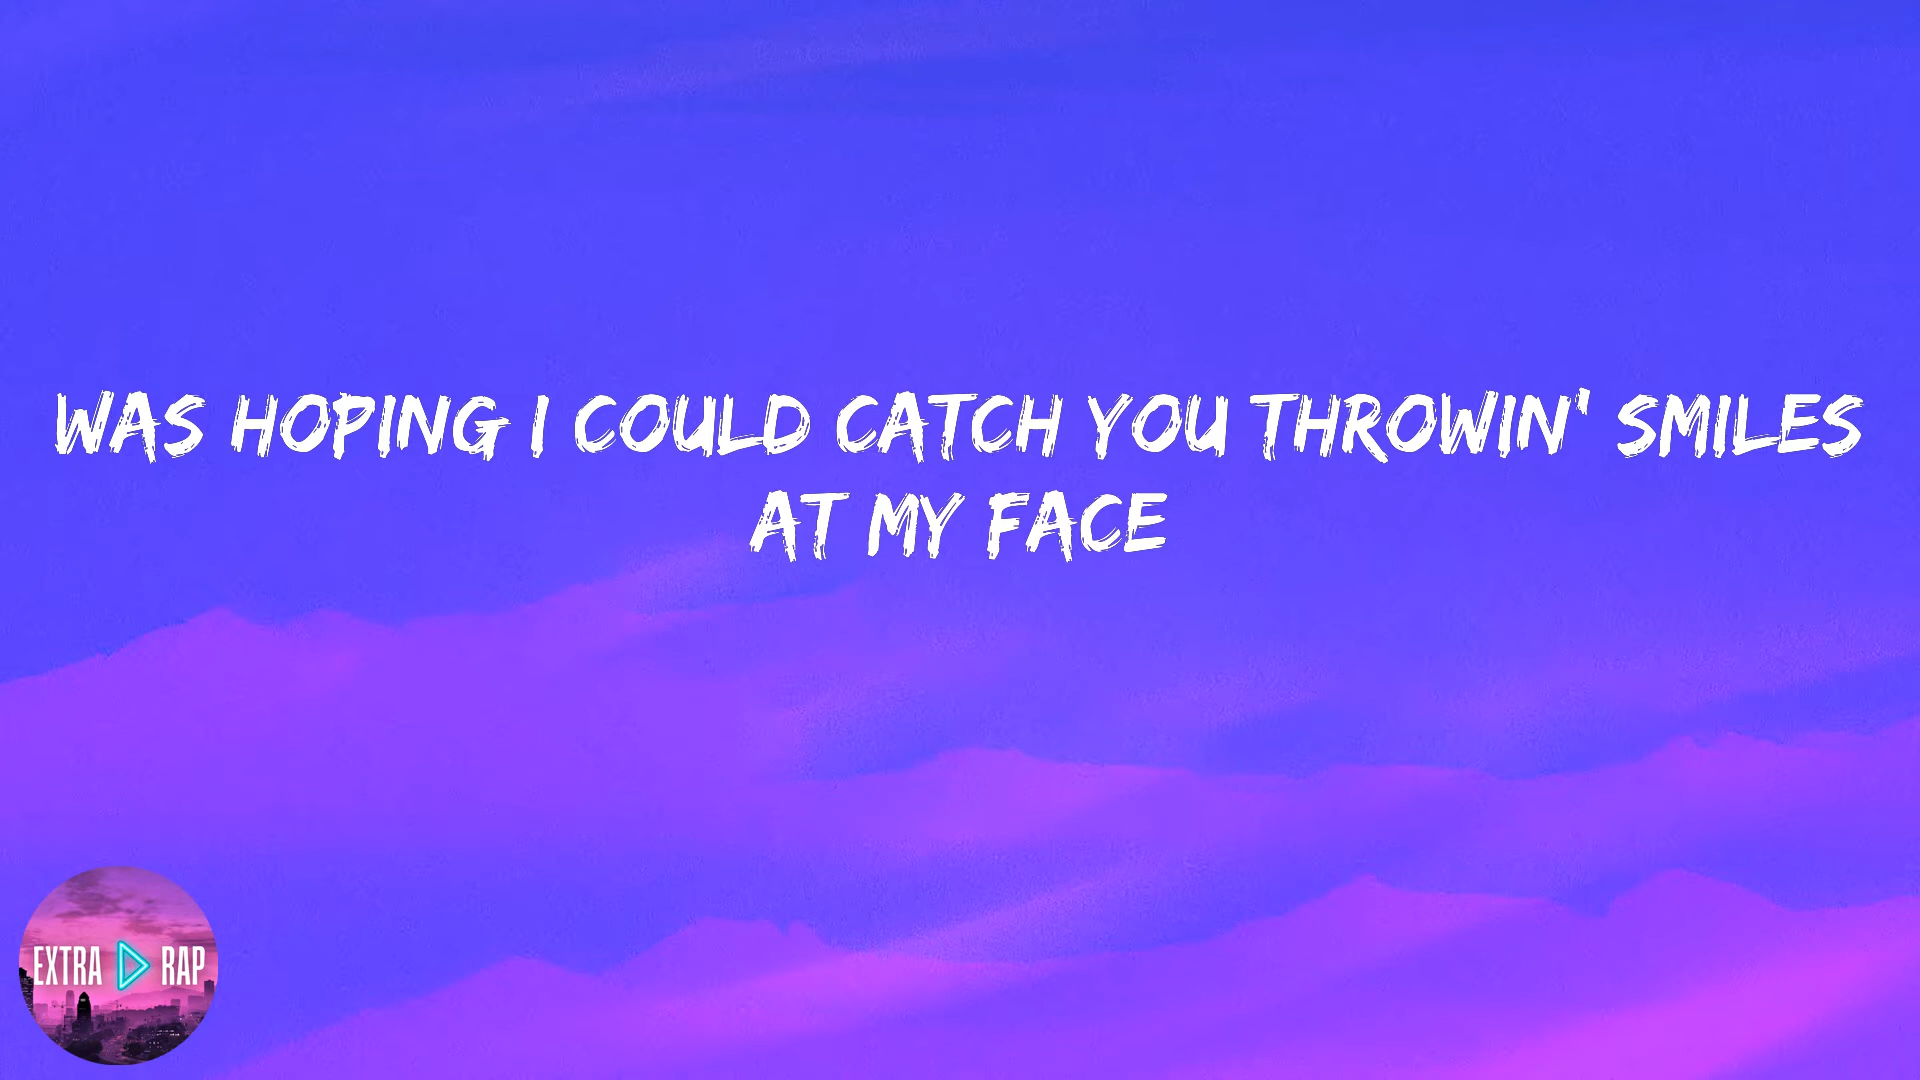 WAS HOPING I COULD CATCH YOU THROWIN' SMILES
AT MY FACE
EXTRA RAP